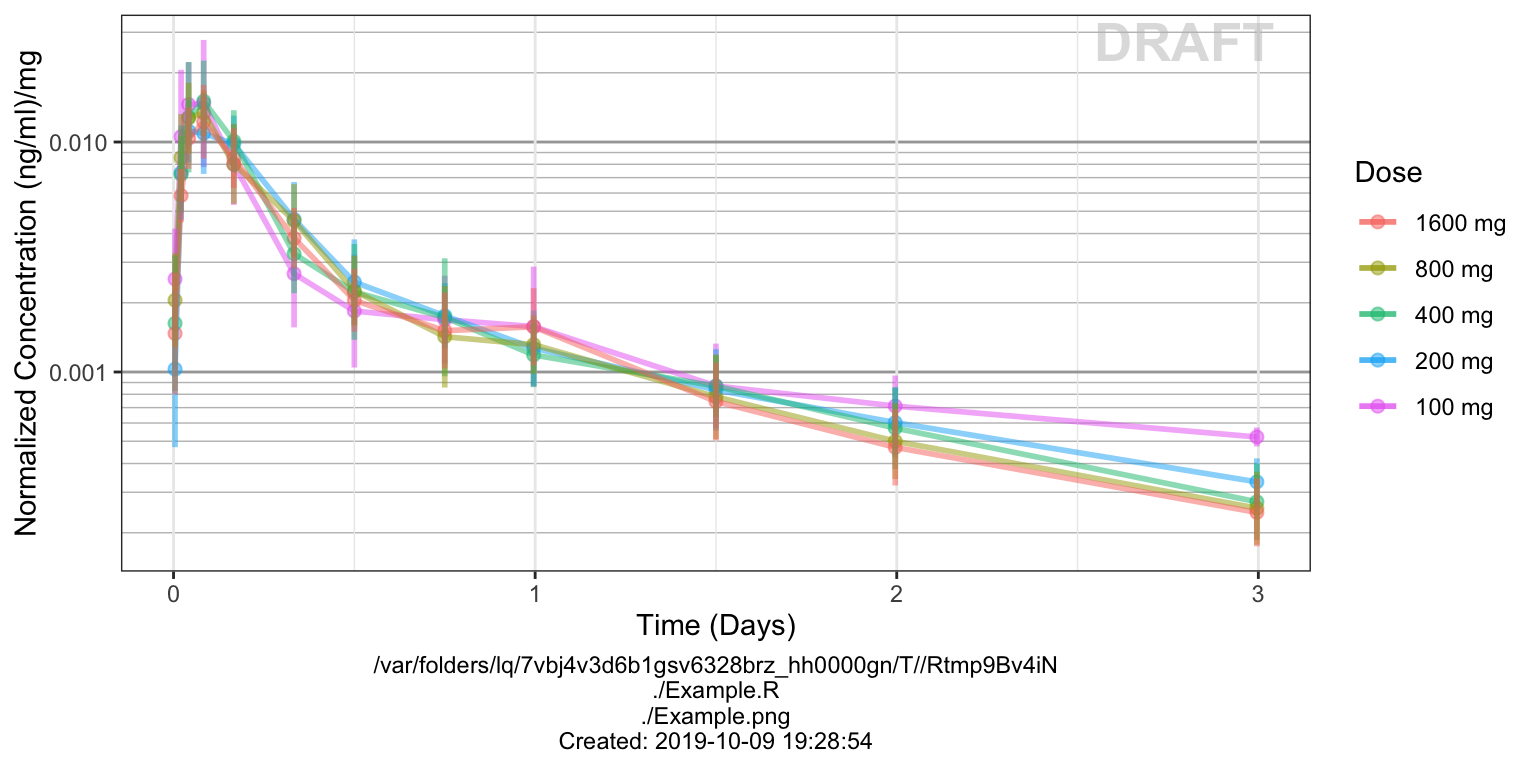 DRAFT
Normalized Concentration (ng/ml)/mg
0.010
0.001
0
1
2
3
Time (Days)
Dose
1600 mg
800 mg
400 mg
200 mg
100 mg
/var/folders/lq/7vbj4v3d6b1gsv6328brz_hh0000gn/T//Rtmp9Bv4iN
./Example.R
./Example.png
Created: 2019-10-09 19:28:54